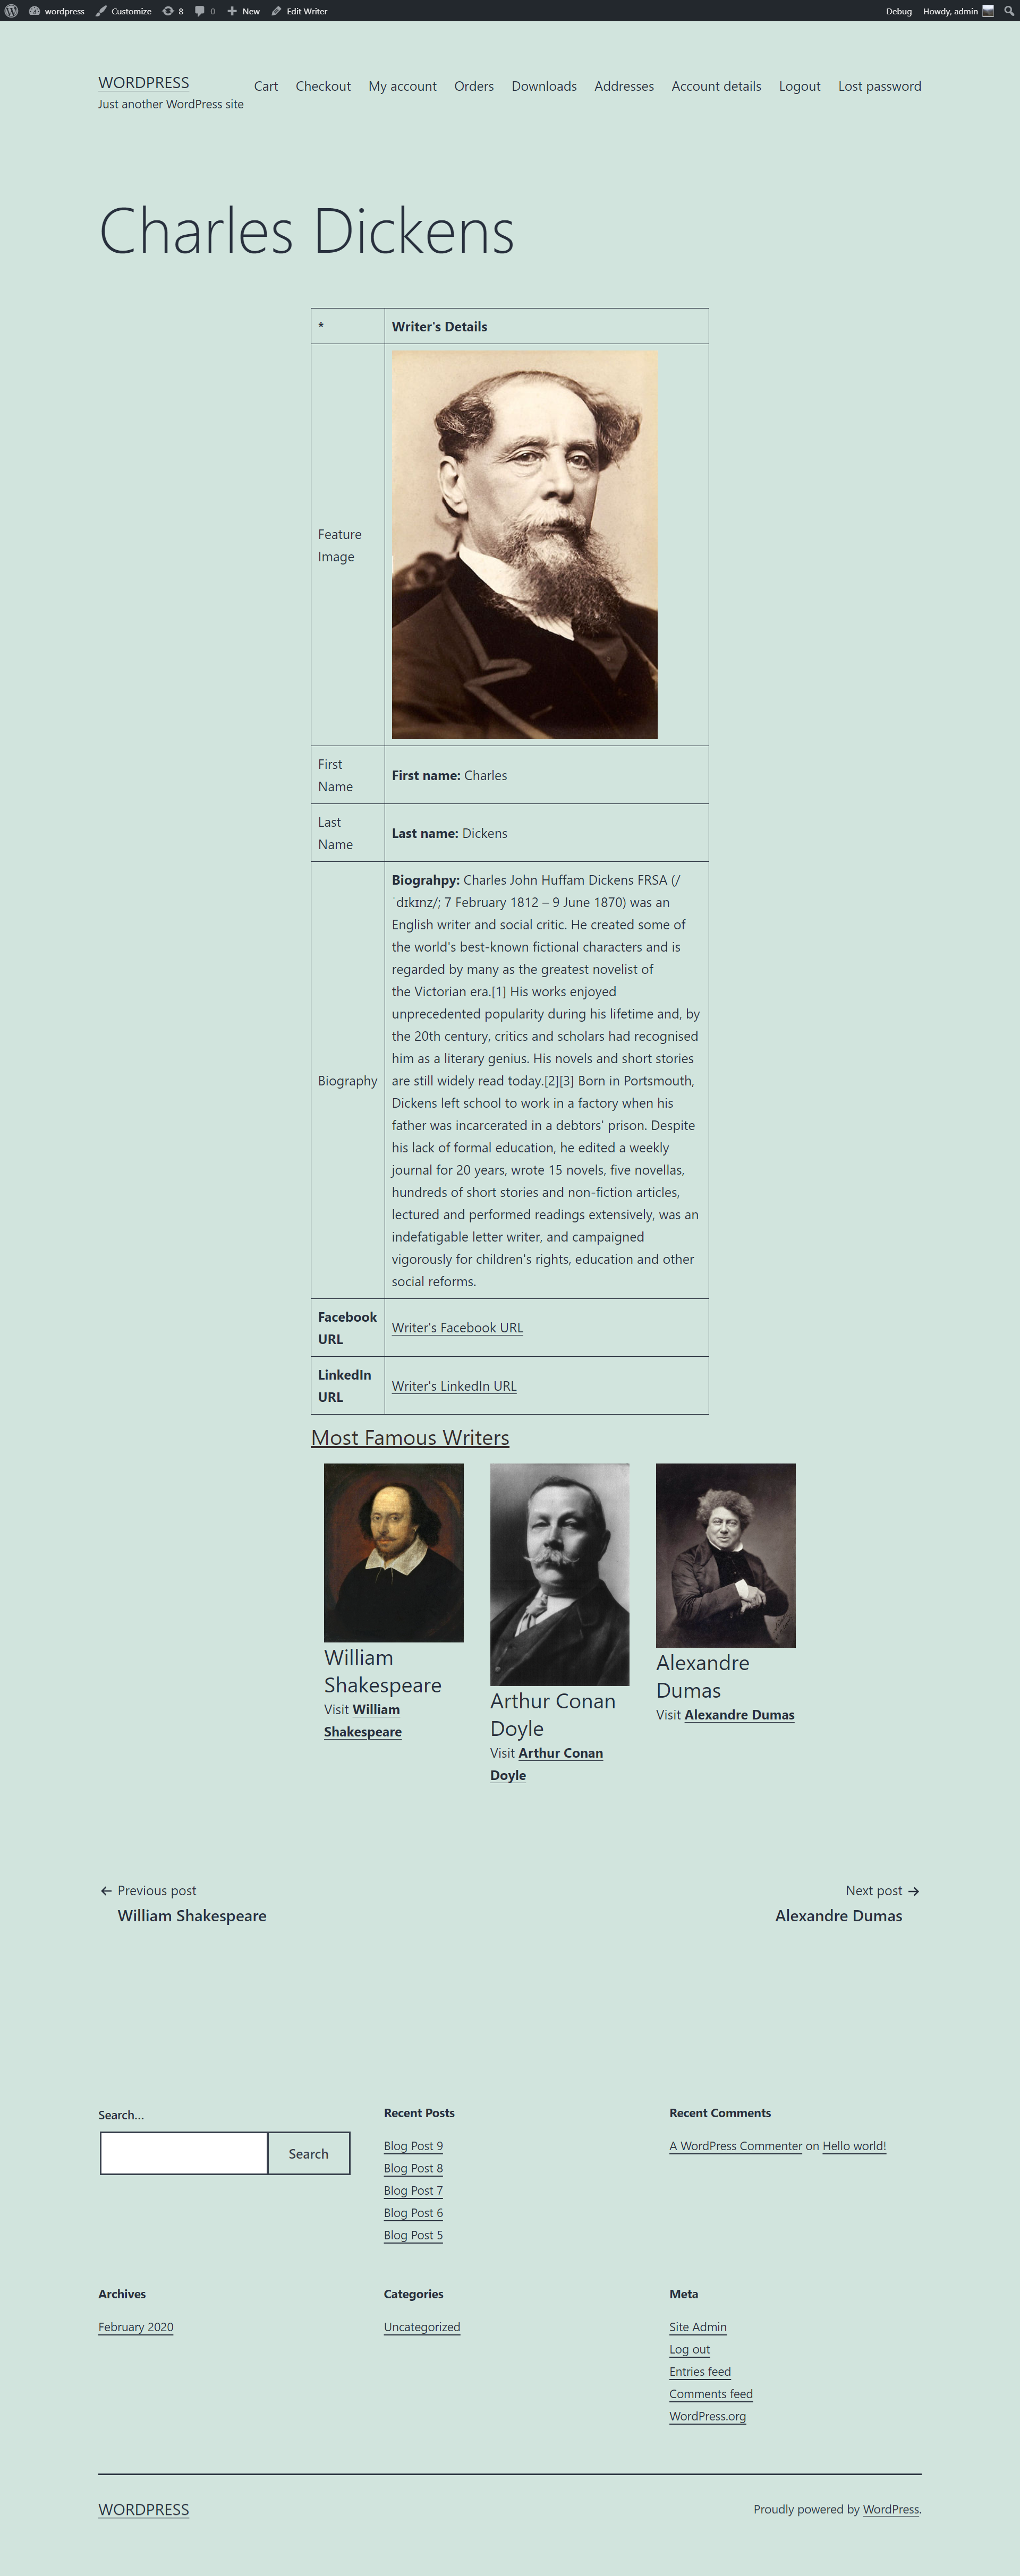 wordpress Customize 8 0 New Edit Writer Debug Howdy, admin
WORDPRESS
Just another WordPress site
Cart Checkout My account Orders Downloads Addresses Account details Logout Lost password
Charles Dickens
* Writer's Details
Feature
Image
First
Name
First name: Charles
Last
Name
Last name: Dickens
Biography
Biograhpy: Charles John Huffam Dickens FRSA (/
ˈdɪkɪnz/; 7 February 1812 – 9 June 1870) was an
English writer and social critic. He created some of
the world's best-known fictional characters and is
regarded by many as the greatest novelist of
the Victorian era.[1] His works enjoyed
unprecedented popularity during his lifetime and, by
the 20th century, critics and scholars had recognised
him as a literary genius. His novels and short stories
are still widely read today.[2][3] Born in Portsmouth,
Dickens left school to work in a factory when his
father was incarcerated in a debtors' prison. Despite
his lack of formal education, he edited a weekly
journal for 20 years, wrote 15 novels, five novellas,
hundreds of short stories and non-fiction articles,
lectured and performed readings extensively, was an
indefatigable letter writer, and campaigned
vigorously for children's rights, education and other
social reforms.
Facebook
URL
Writer's Facebook URL
LinkedIn
URL
Writer's LinkedIn URL
Most Famous Writers
William
Shakespeare
Visit William
Shakespeare
Arthur Conan
Doyle
Visit Arthur Conan
Doyle
Alexandre
Dumas
Visit Alexandre Dumas
← Previous post
William Shakespeare
Next post →
Alexandre Dumas
Search...
Search
Recent Posts
Blog Post 9
Blog Post 8
Blog Post 7
Blog Post 6
Blog Post 5
Recent Comments
A WordPress Commenter on Hello world!
Archives
February 2020
Categories
Uncategorized
Meta
Site Admin
Log out
Entries feed
Comments feed
WordPress.org
WORDPRESS
Proudly powered by WordPress.